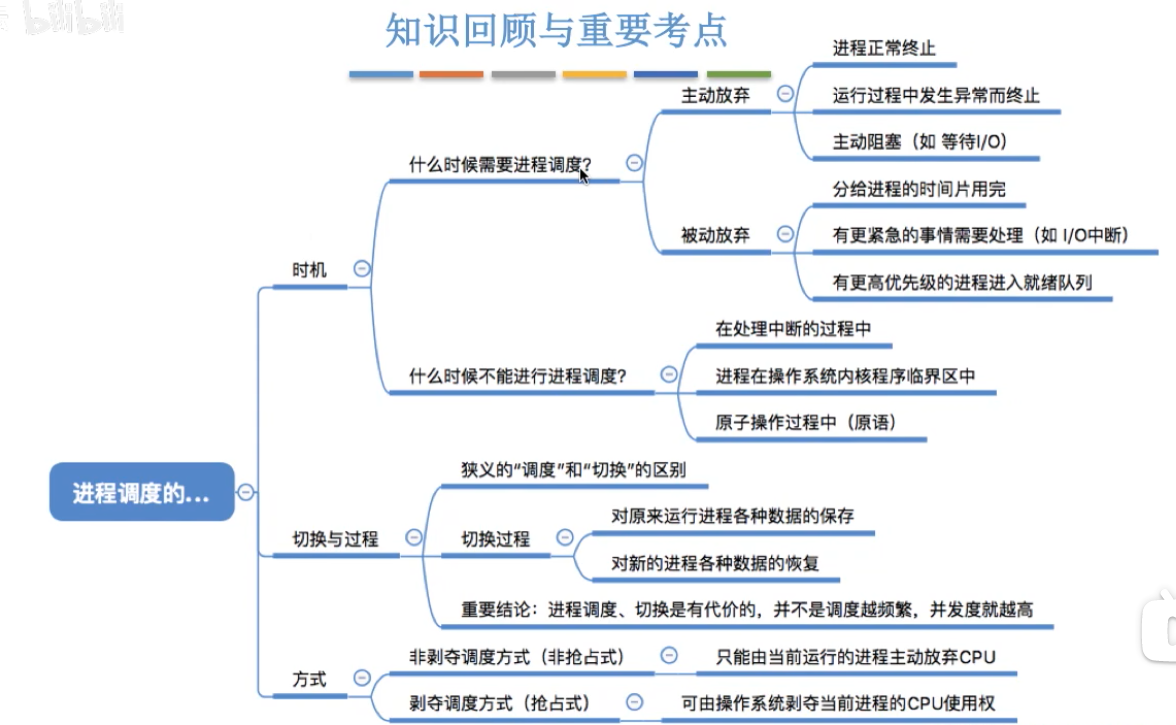 bilibili
知识回顾与重要考点
进程正常终止
主动放弃
运行过程中发生异常而终止
主动阻塞（如 等待I/O）
什么时候需要进程调度？
分给进程的时间片用完
被动放弃
有更紧急的事情需要处理（如 I/O中断）
有更高优先级的进程进入就绪队列
时机
在处理中断的过程中
什么时候不能进行进程调度？
进程在操作系统内核程序临界区中
原子操作过程中（原语）
进程调度的...
狭义的“调度”和“切换”的区别
切换与过程
切换过程
对原来运行进程各种数据的保存
对新的进程各种数据的恢复
重要结论：进程调度、切换是有代价的，并不是调度越频繁，并发度就越高
方式
非剥夺调度方式（非抢占式）
只能由当前运行的进程主动放弃CPU
剥夺调度方式（抢占式）
可由操作系统剥夺当前进程的CPU使用权